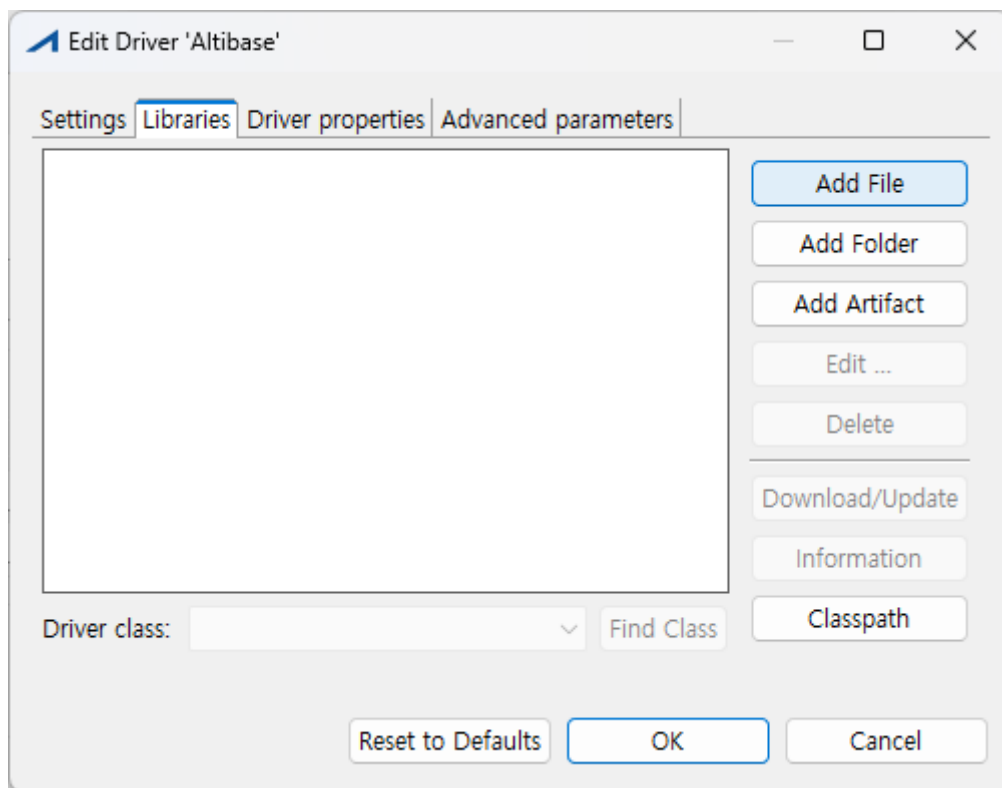 Edit Driver 'Altibase'
Settings Libraries Driver properties Advanced parameters
Add File
Add Folder
Add Artifact
Edit ...
Delete
Download/Update
Information
Classpath
Driver class: Find Class
Reset to Defaults OK Cancel